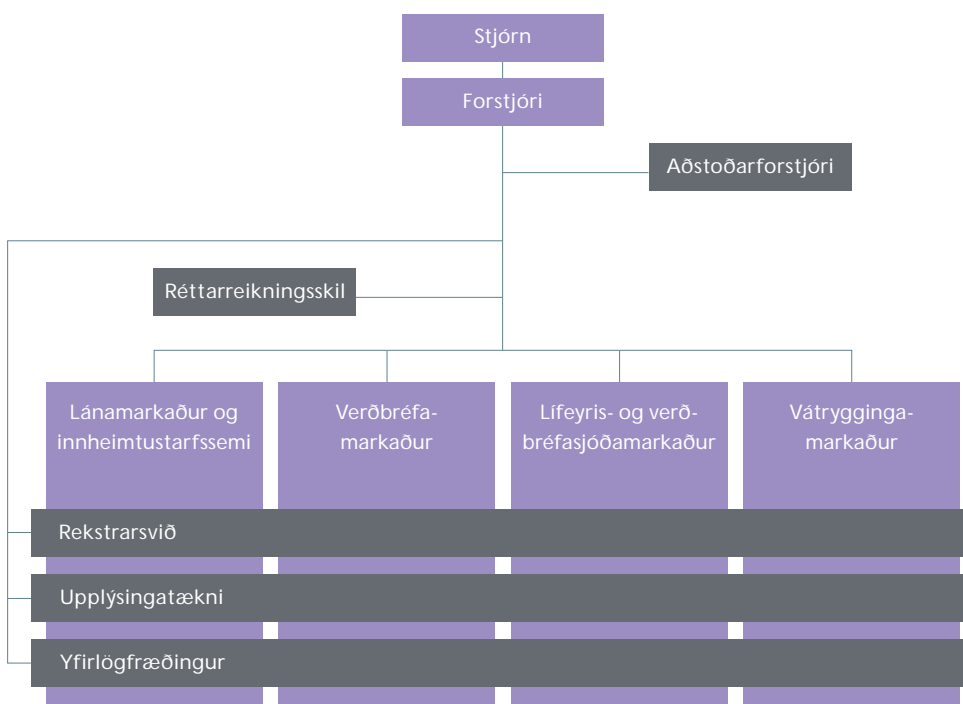 Stjórn
Forstjóri
Aðstoðarforstjóri
Réttarreikningsskil
Lánamarkaður og
innheimtustarfssemi
Verðbréfa-
markaður
Lífeyris- og verð-
bréfasjóðamarkaður
Vátrygginga-
markaður
Rekstrarsvið
Upplýsingatækni
Yfirlögfræðingur